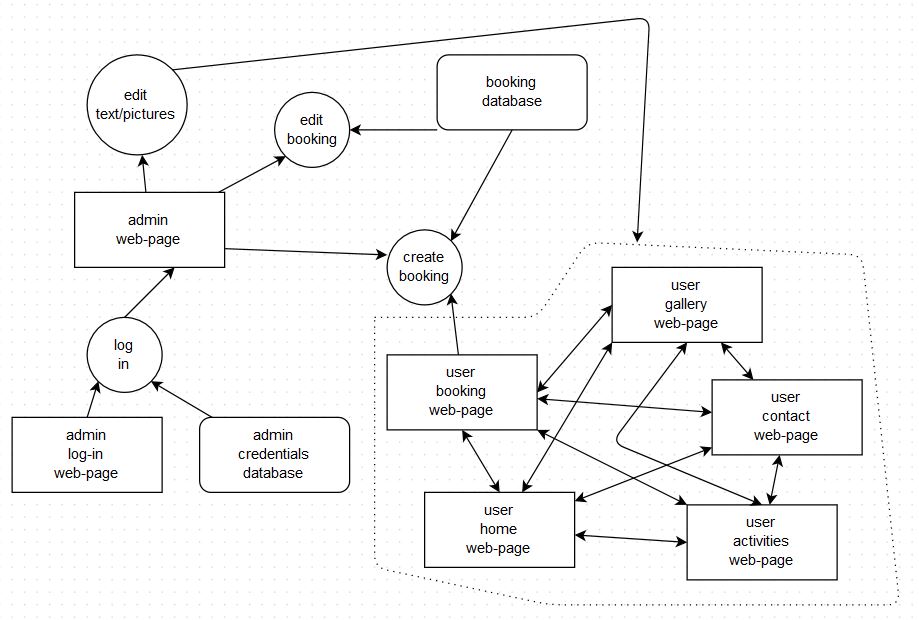 edit
text/pictures
booking
database
edit
booking
admin
web-page
create
booking
user
gallery
web-page
log
in
user
booking
web-page
user
contact
web-page
admin
log-in
web-page
admin
credentials
database
user
home
web-page
user
activities
web-page